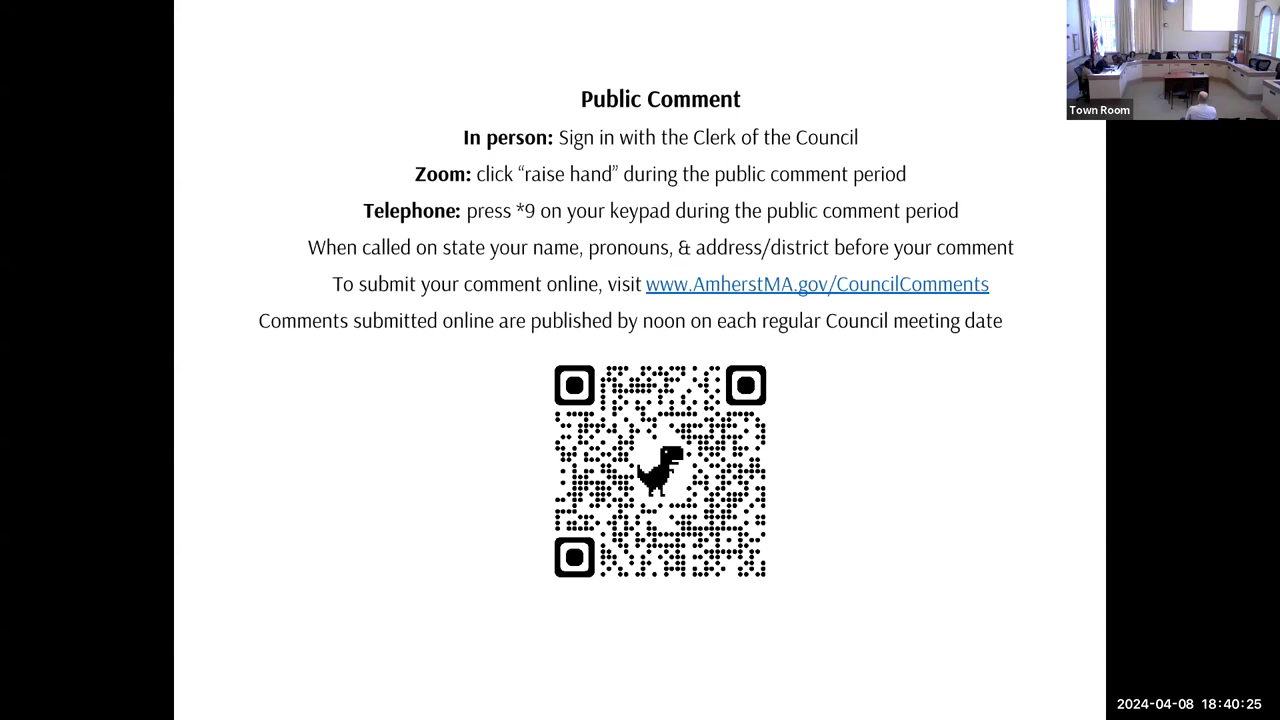 Public Comment
In person: Sign in with the Clerk of the Council
Zoom: click “raise hand” during the public comment period
Telephone: press *9 on your keypad during the public comment period
When called on state your name, pronouns, & address/district before your comment
To submit your comment online, visit www.AmherstMA.gov/CouncilComments
Comments submitted online are published by noon on each regular Council meeting date
Town Room
2024-04-08 18:40:25